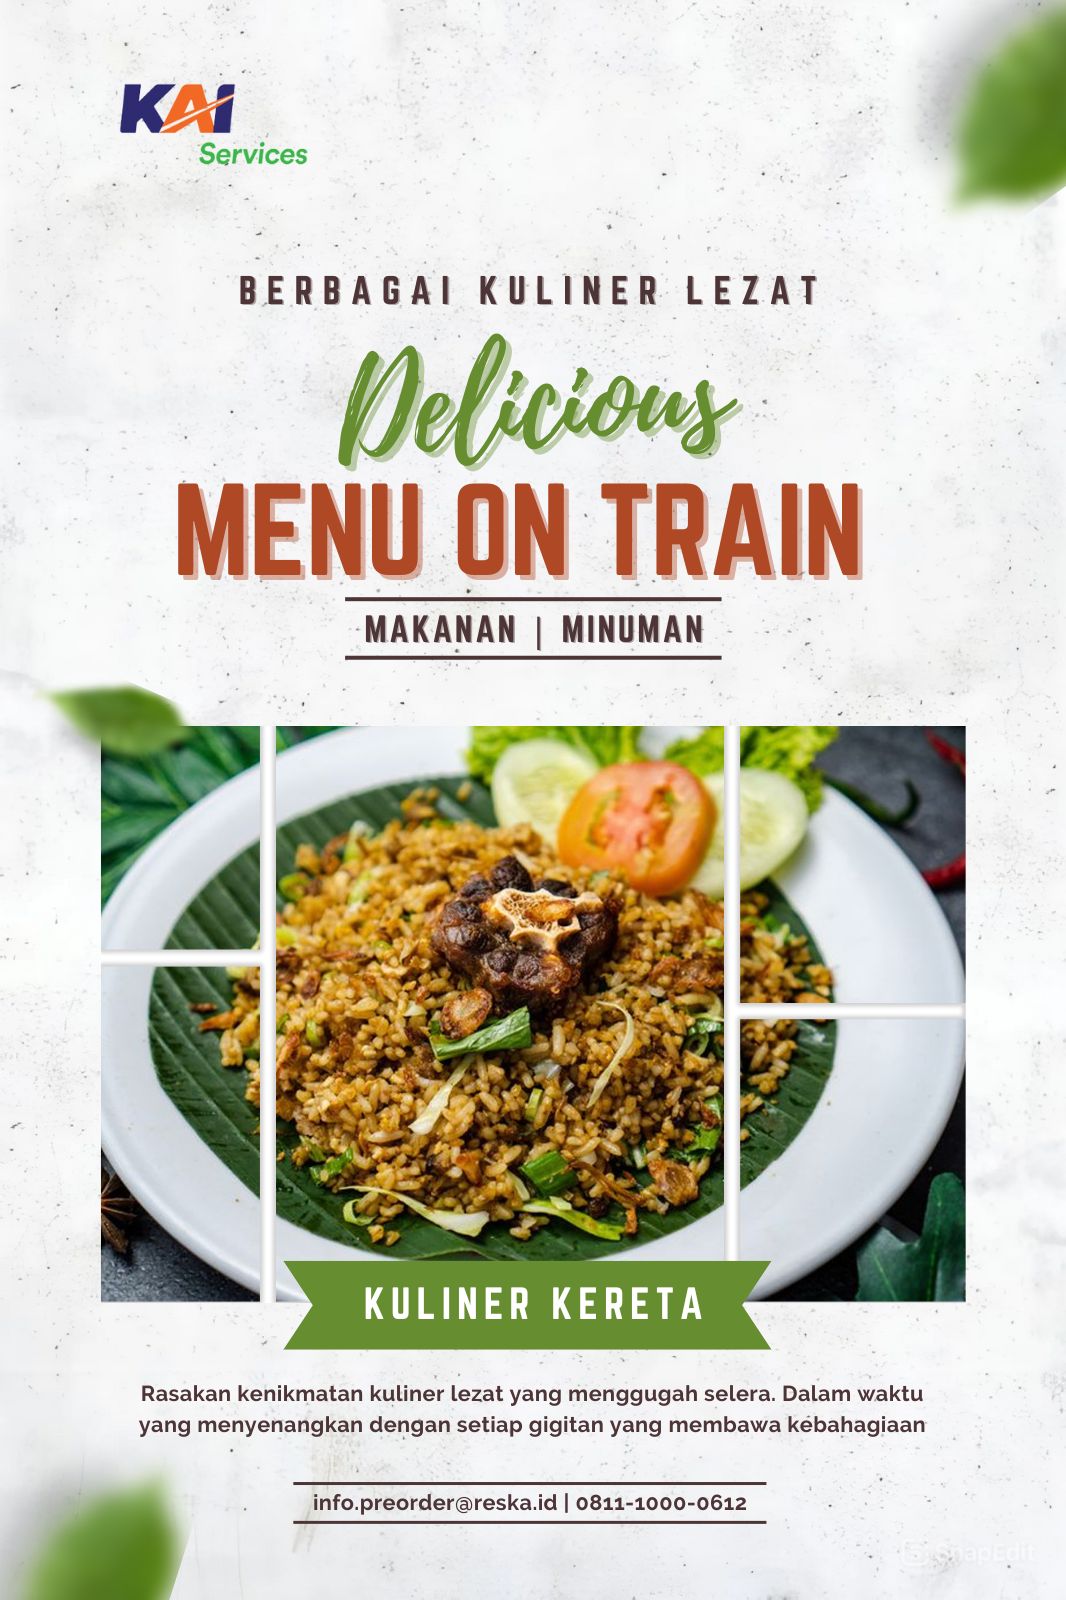 KAI
Services
BERBAGAI KULINER LEZAT
Delicious
MENU ON TRAIN
MAKANAN | MINUMAN
KULINER KERETA
Rasakan kenikmatan kuliner lezat yang menggugah selera. Dalam waktu
yang menyenangkan dengan setiap gigitan yang membawa kebahagiaan
info.preorder@reska.id | 0811-1000-0612
SnapEdit